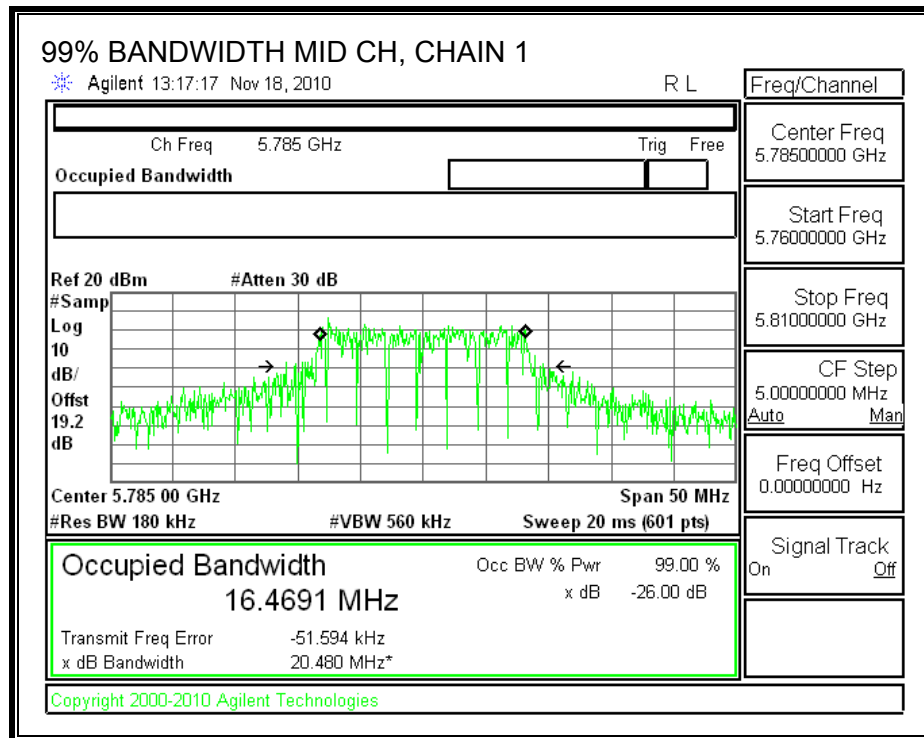 99% BANDWIDTH MID CH, CHAIN 1
Agilent 13:17:17 Nov 18, 2010 R L
Freq/Channel
Ch Freq 5.785 GHz Trig Free
Occupied Bandwidth
Center Freq
5.78500000 GHz
Start Freq
5.76000000 GHz
Stop Freq
5.81000000 GHz
CF Step
5.00000000 MHz
Auto Man
Freq Offset
0.00000000 Hz
Signal Track
On Off
Ref 20 dBm #Atten 30 dB
#Samp
Log
10
dB/
Offst
19.2
dB
Center 5.785 00 GHz Span 50 MHz
#Res BW 180 kHz #VBW 560 kHz Sweep 20 ms (601 pts)
Occupied Bandwidth
16.4691 MHz
Occ BW % Pwr 99.00 %
x dB -26.00 dB
Transmit Freq Error -51.594 kHz
x dB Bandwidth 20.480 MHz*
Copyright 2000-2010 Agilent Technologies